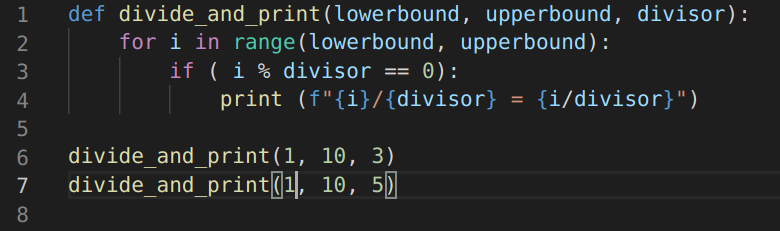 1 def divide_and_print(lowerbound, upperbound, divisor):
2     for i in range(lowerbound, upperbound):
3         if ( i % divisor == 0):
4             print (f"{i}/{divisor} = {i/divisor}")
5
6 divide_and_print(1, 10, 3)
7 divide_and_print(1, 10, 5)
8